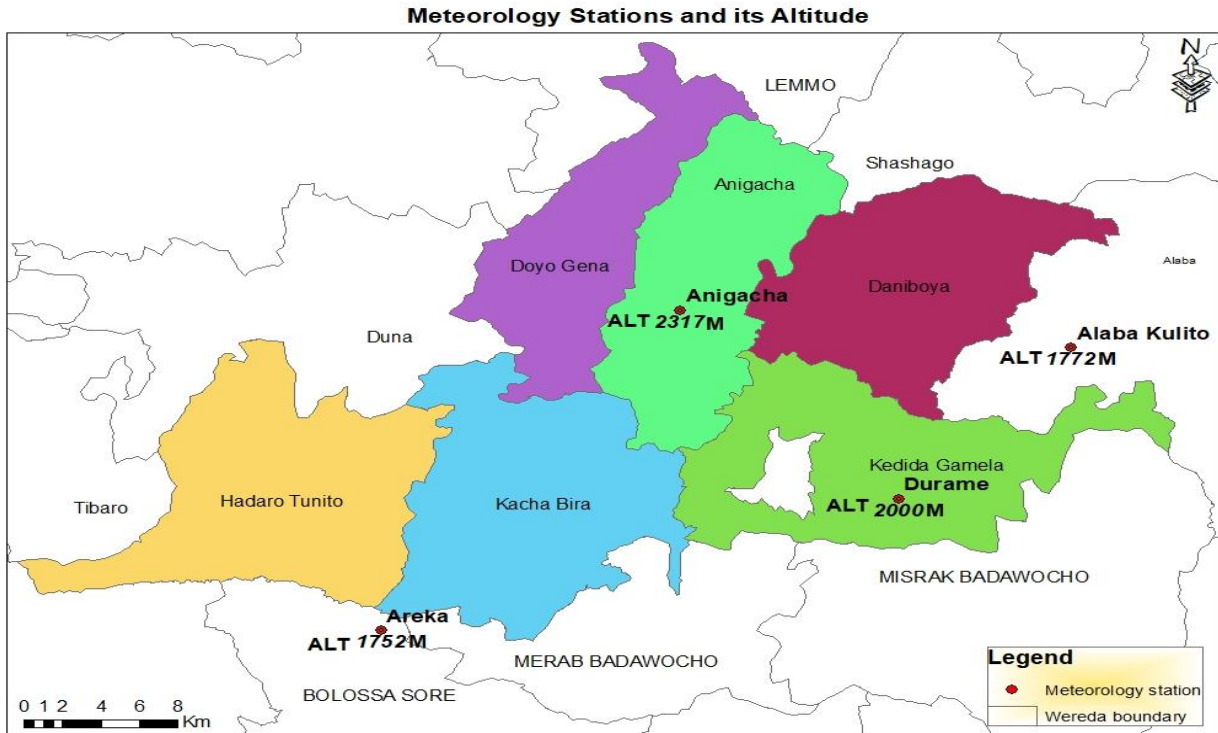 Meteorology Stations and its Altitude
N
LEMMO
Shashago
Anigacha
Alaba
Doyo Gena
Daniboya
Anigacha
ALT 2317M
Duna
Alaba Kulito
ALT 1772M
Kedida Gamela
Durame
ALT 2000M
Hadaro Tunito
Kacha Bira
Tibaro
MISRAK BADAWOCHO
Areka
ALT 1752M
MERAB BADAWOCHO
BOLOSSA SORE
Legend
Meteorology station
Wereda boundary
0 1 2 4 6 8
Km